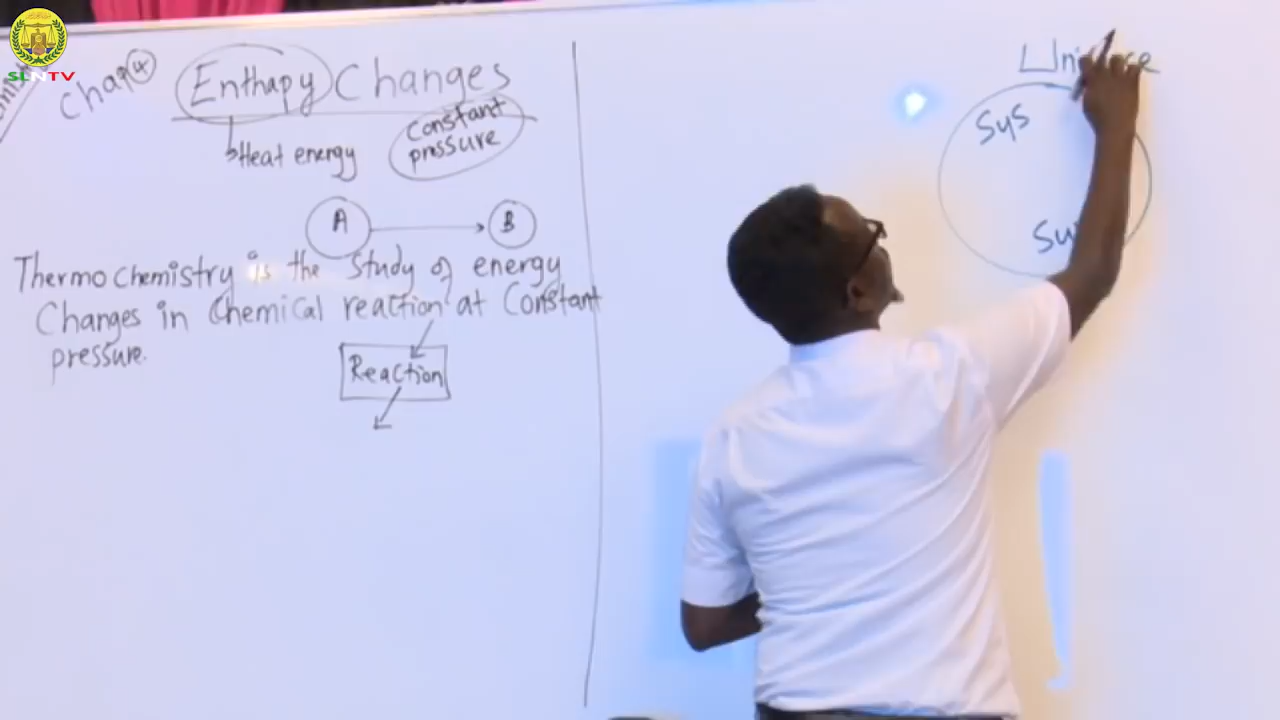 SLNTV
Chap 4
Enthapy Changes
Heat energy
Constant
pressure
A
B
Thermo chemistry is the study of energy
Changes in Chemical reaction at Constant
pressure.
Reaction
Sys